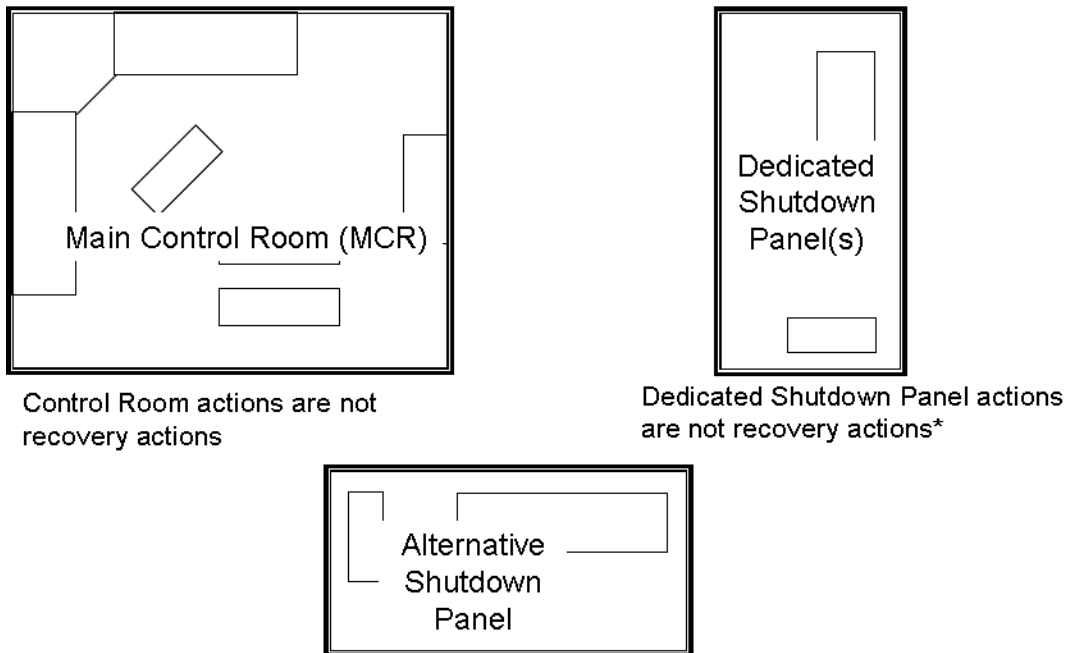 Main Control Room (MCR)
Dedicated
Shutdown
Panel(s)
Control Room actions are not
recovery actions
Dedicated Shutdown Panel actions
are not recovery actions*
Alternative
Shutdown
Panel